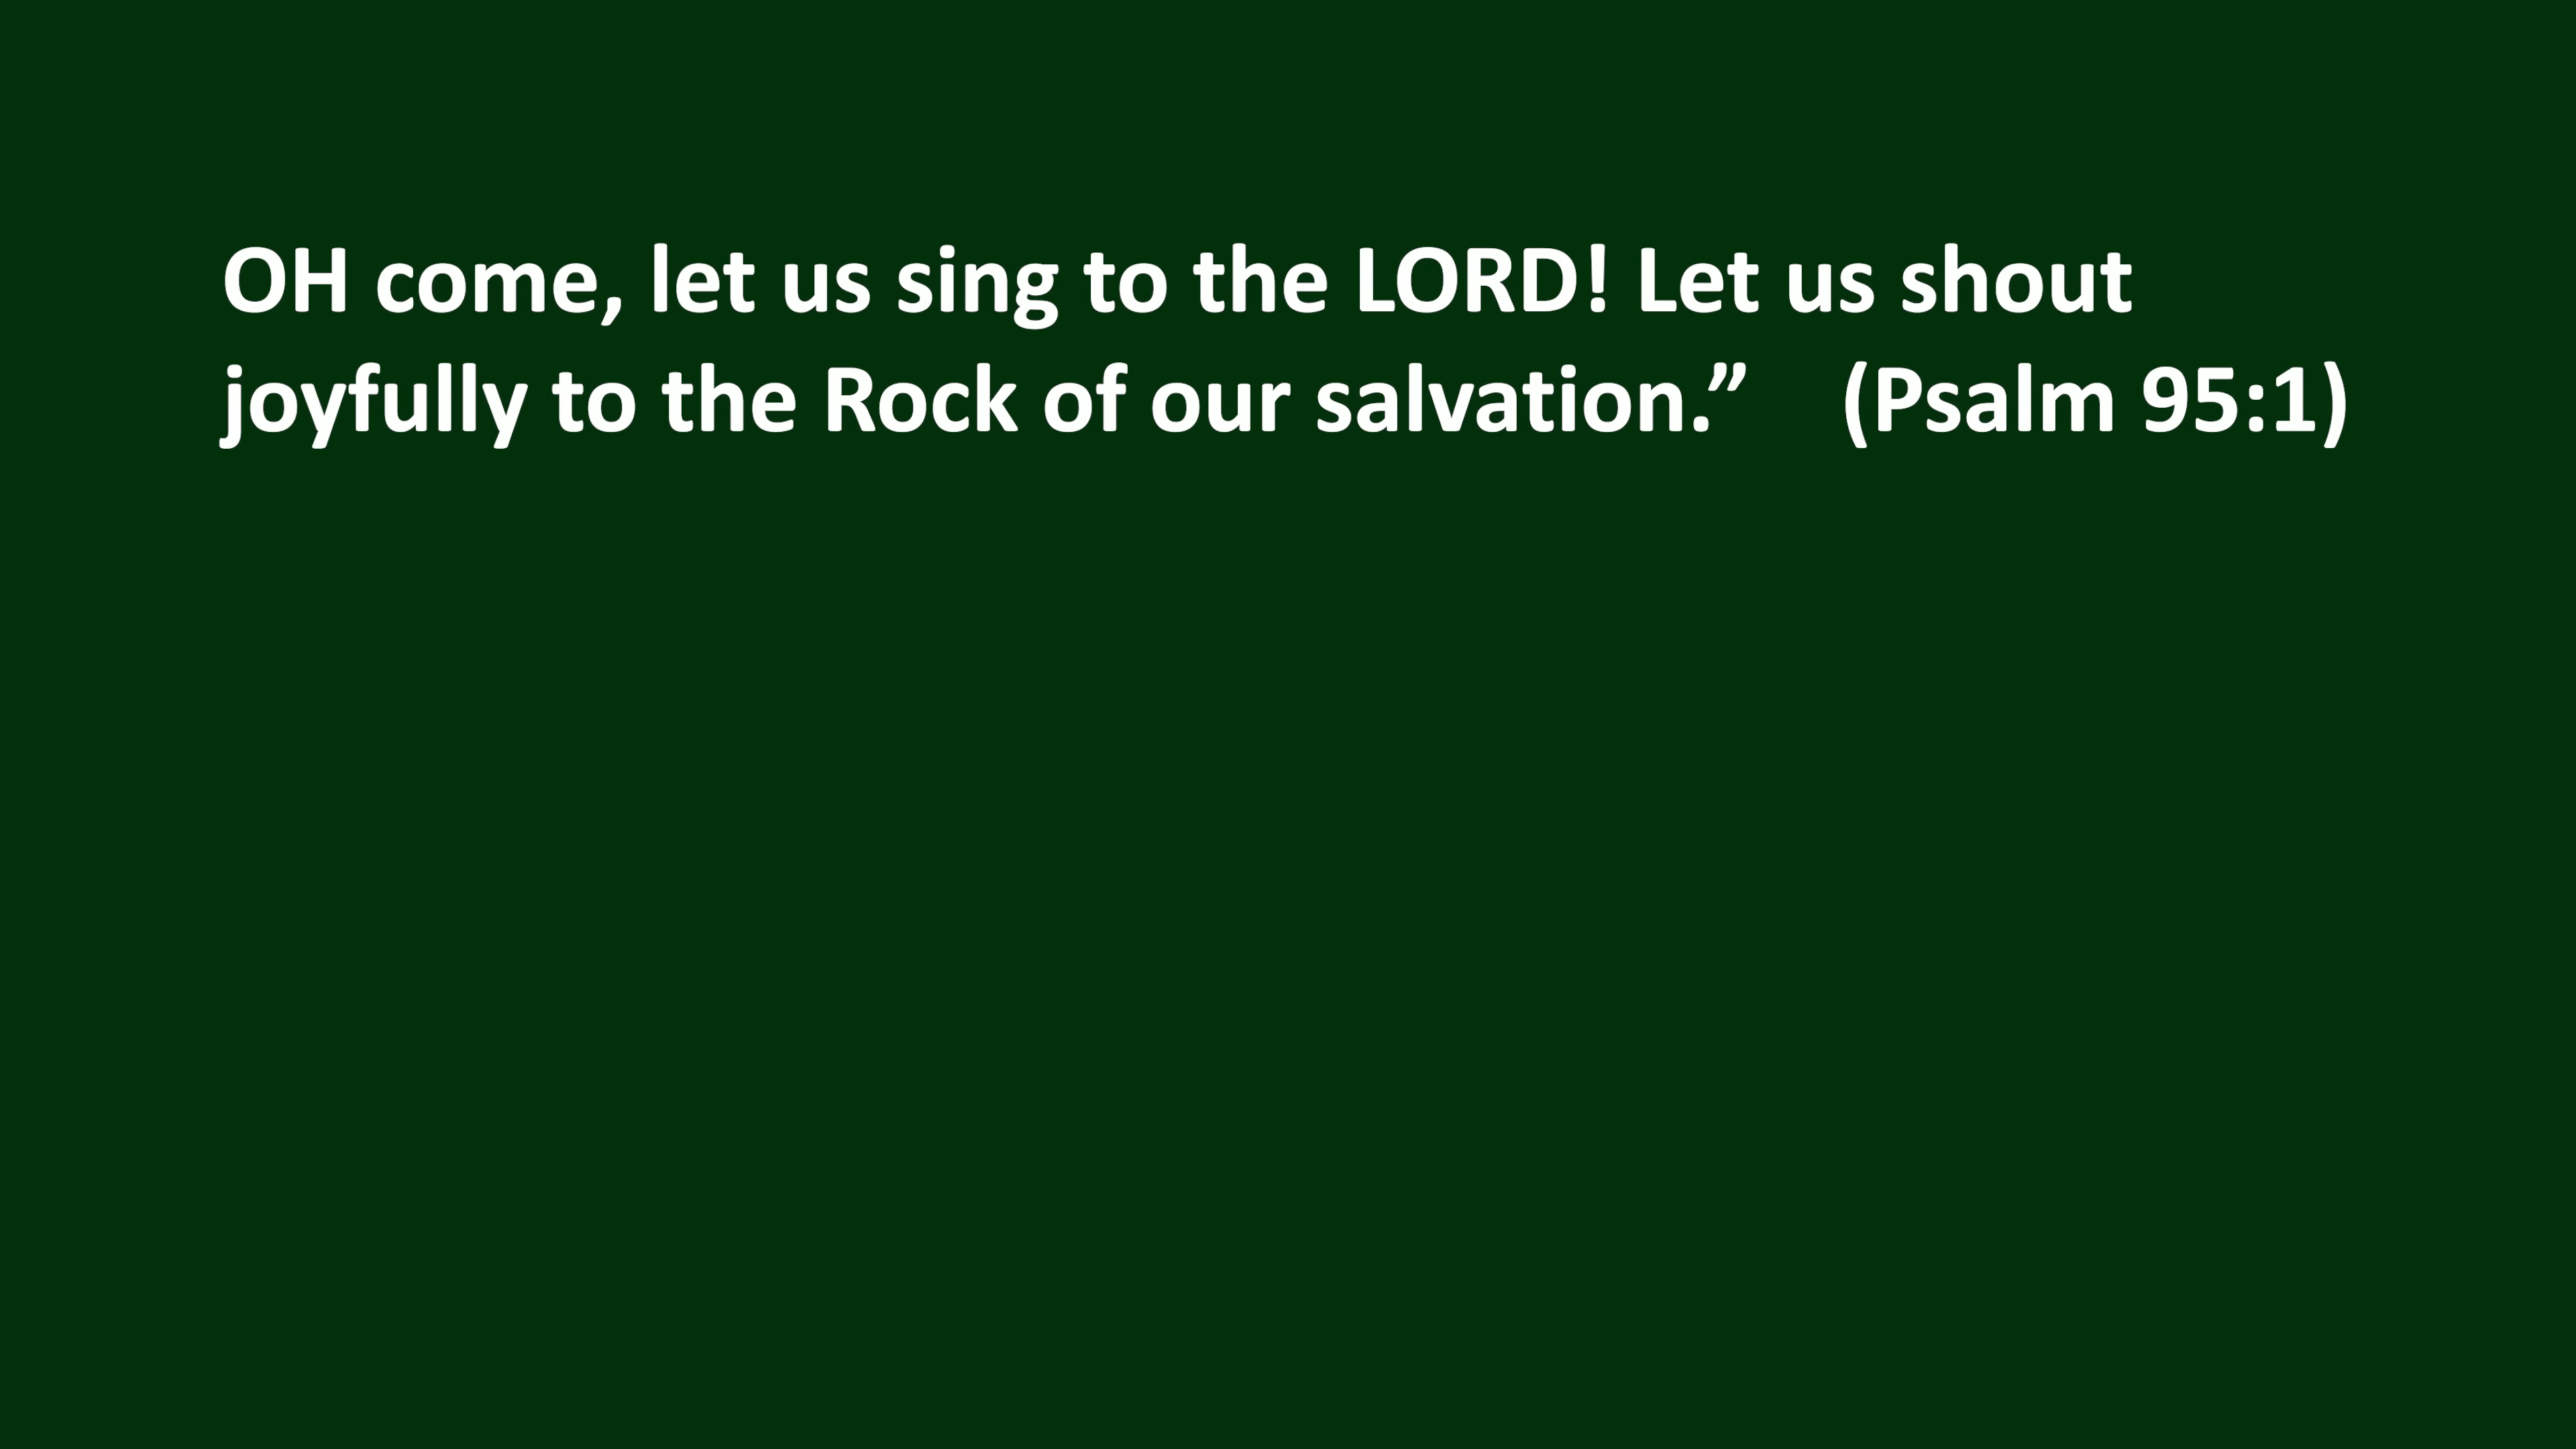 OH come, let us sing to the LORD! Let us shout
joyfully to the Rock of our salvation.”    (Psalm 95:1)